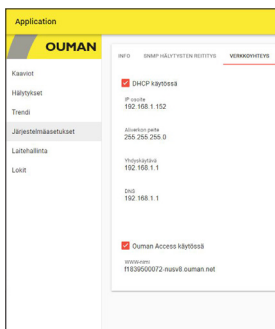 Application
OUMAN
Kaaviot
Hälytykset
Trendi
Järjestelmäasetukset
Laitehallinta
Lokit
INFO SNMP HÄLYTYSTEN REITITYS VERKKOYHTEYS
DHCP käytössä
IP osoite
192.168.1.152
Aliverkon peite
255.255.255.0
Yhdyskäytävä
192.168.1.1
DNS
192.168.1.1
Ouman Access käytössä
WWW-nimi
f1839500072-nusv8.ouman.net